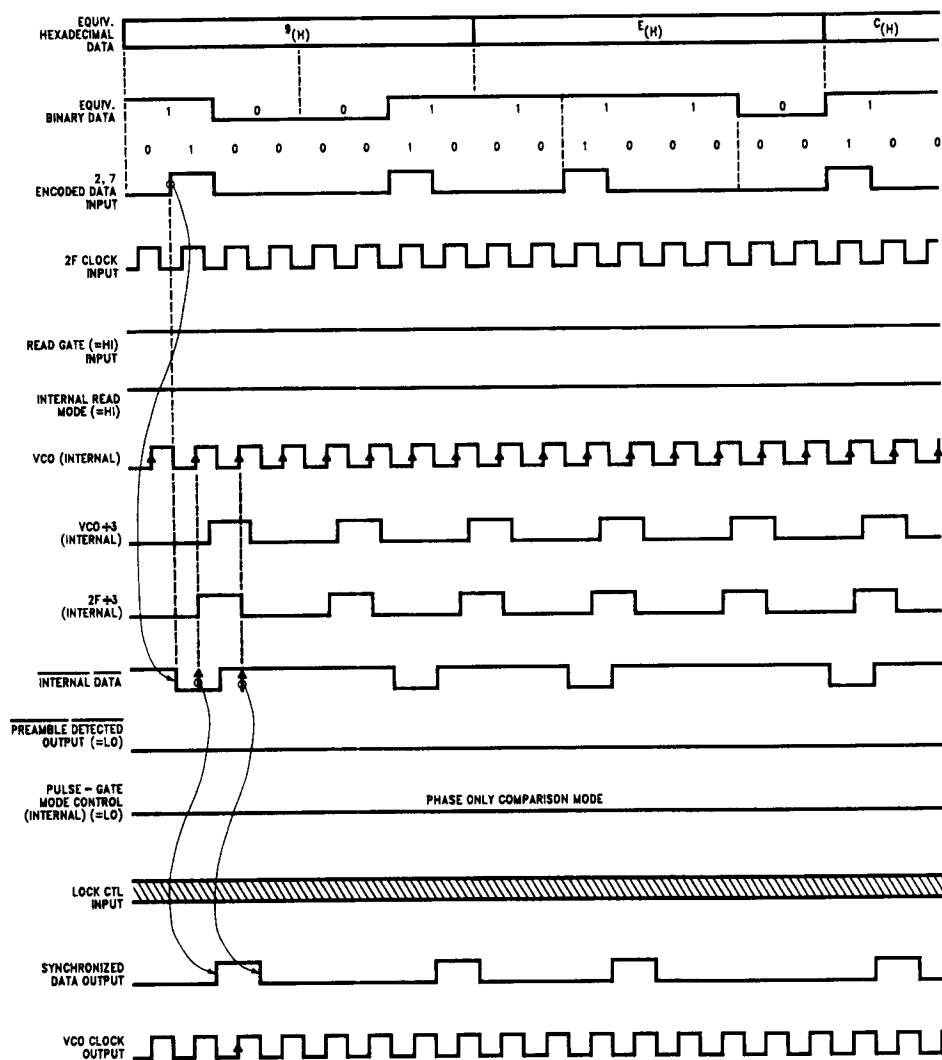 EQUIV.
HEXADECIMAL
DATA
9(H)
E(H)
C(H)
EQUIV.
BINARY DATA
1 0 0 1 1 1 1 0 1
0 1 0 0 0 0 1 0 0 0 1 0 0 0 0 0 1 0 0
2, 7
ENCODED DATA
INPUT
2F CLOCK
INPUT
READ GATE (=HI)
INPUT
INTERNAL READ
MODE (=HI)
VCO (INTERNAL)
VCO÷3
(INTERNAL)
2F÷3
(INTERNAL)
INTERNAL DATA
PREAMBLE DETECTED
OUTPUT (=LO)
PULSE - GATE
MODE CONTROL
(INTERNAL) (=LO)
PHASE ONLY COMPARISON MODE
LOCK CTL
INPUT
SYNCHRONIZED
DATA OUTPUT
VCO CLOCK
OUTPUT